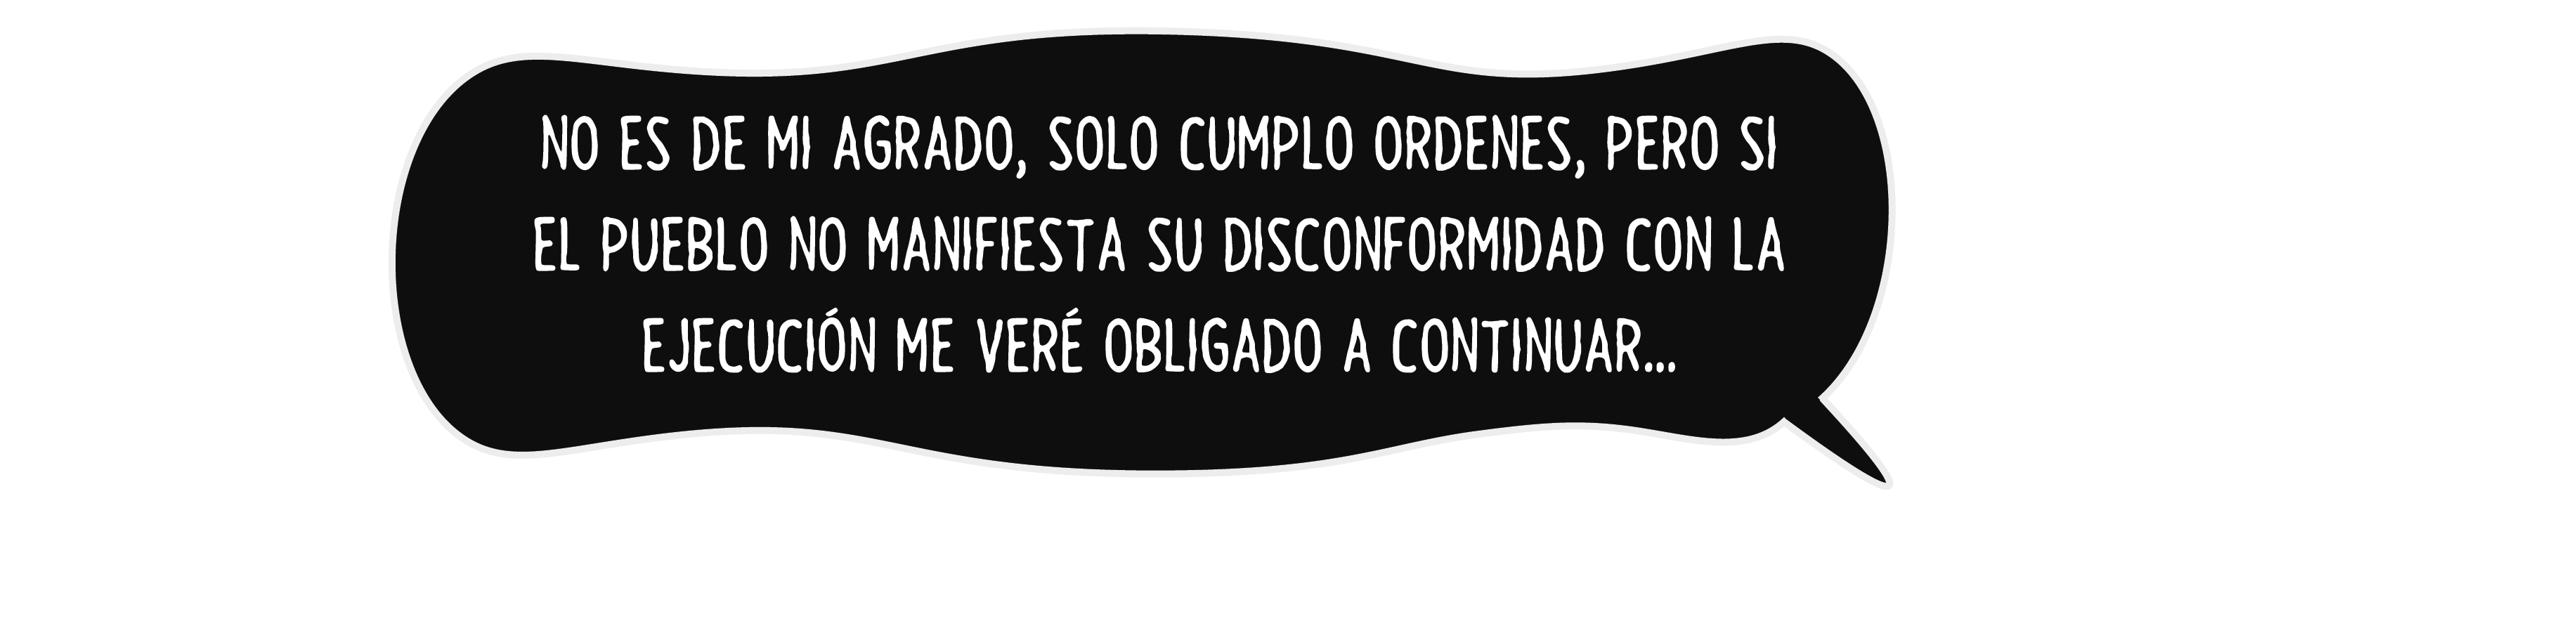 NO ES DE MI AGRADO, SOLO CUMPLO ORDENES, PERO SI
EL PUEBLO NO MANIFIESTA SU DISCONFORMIDAD CON LA
EJECUCIÓN ME VERÉ OBLIGADO A CONTINUAR...